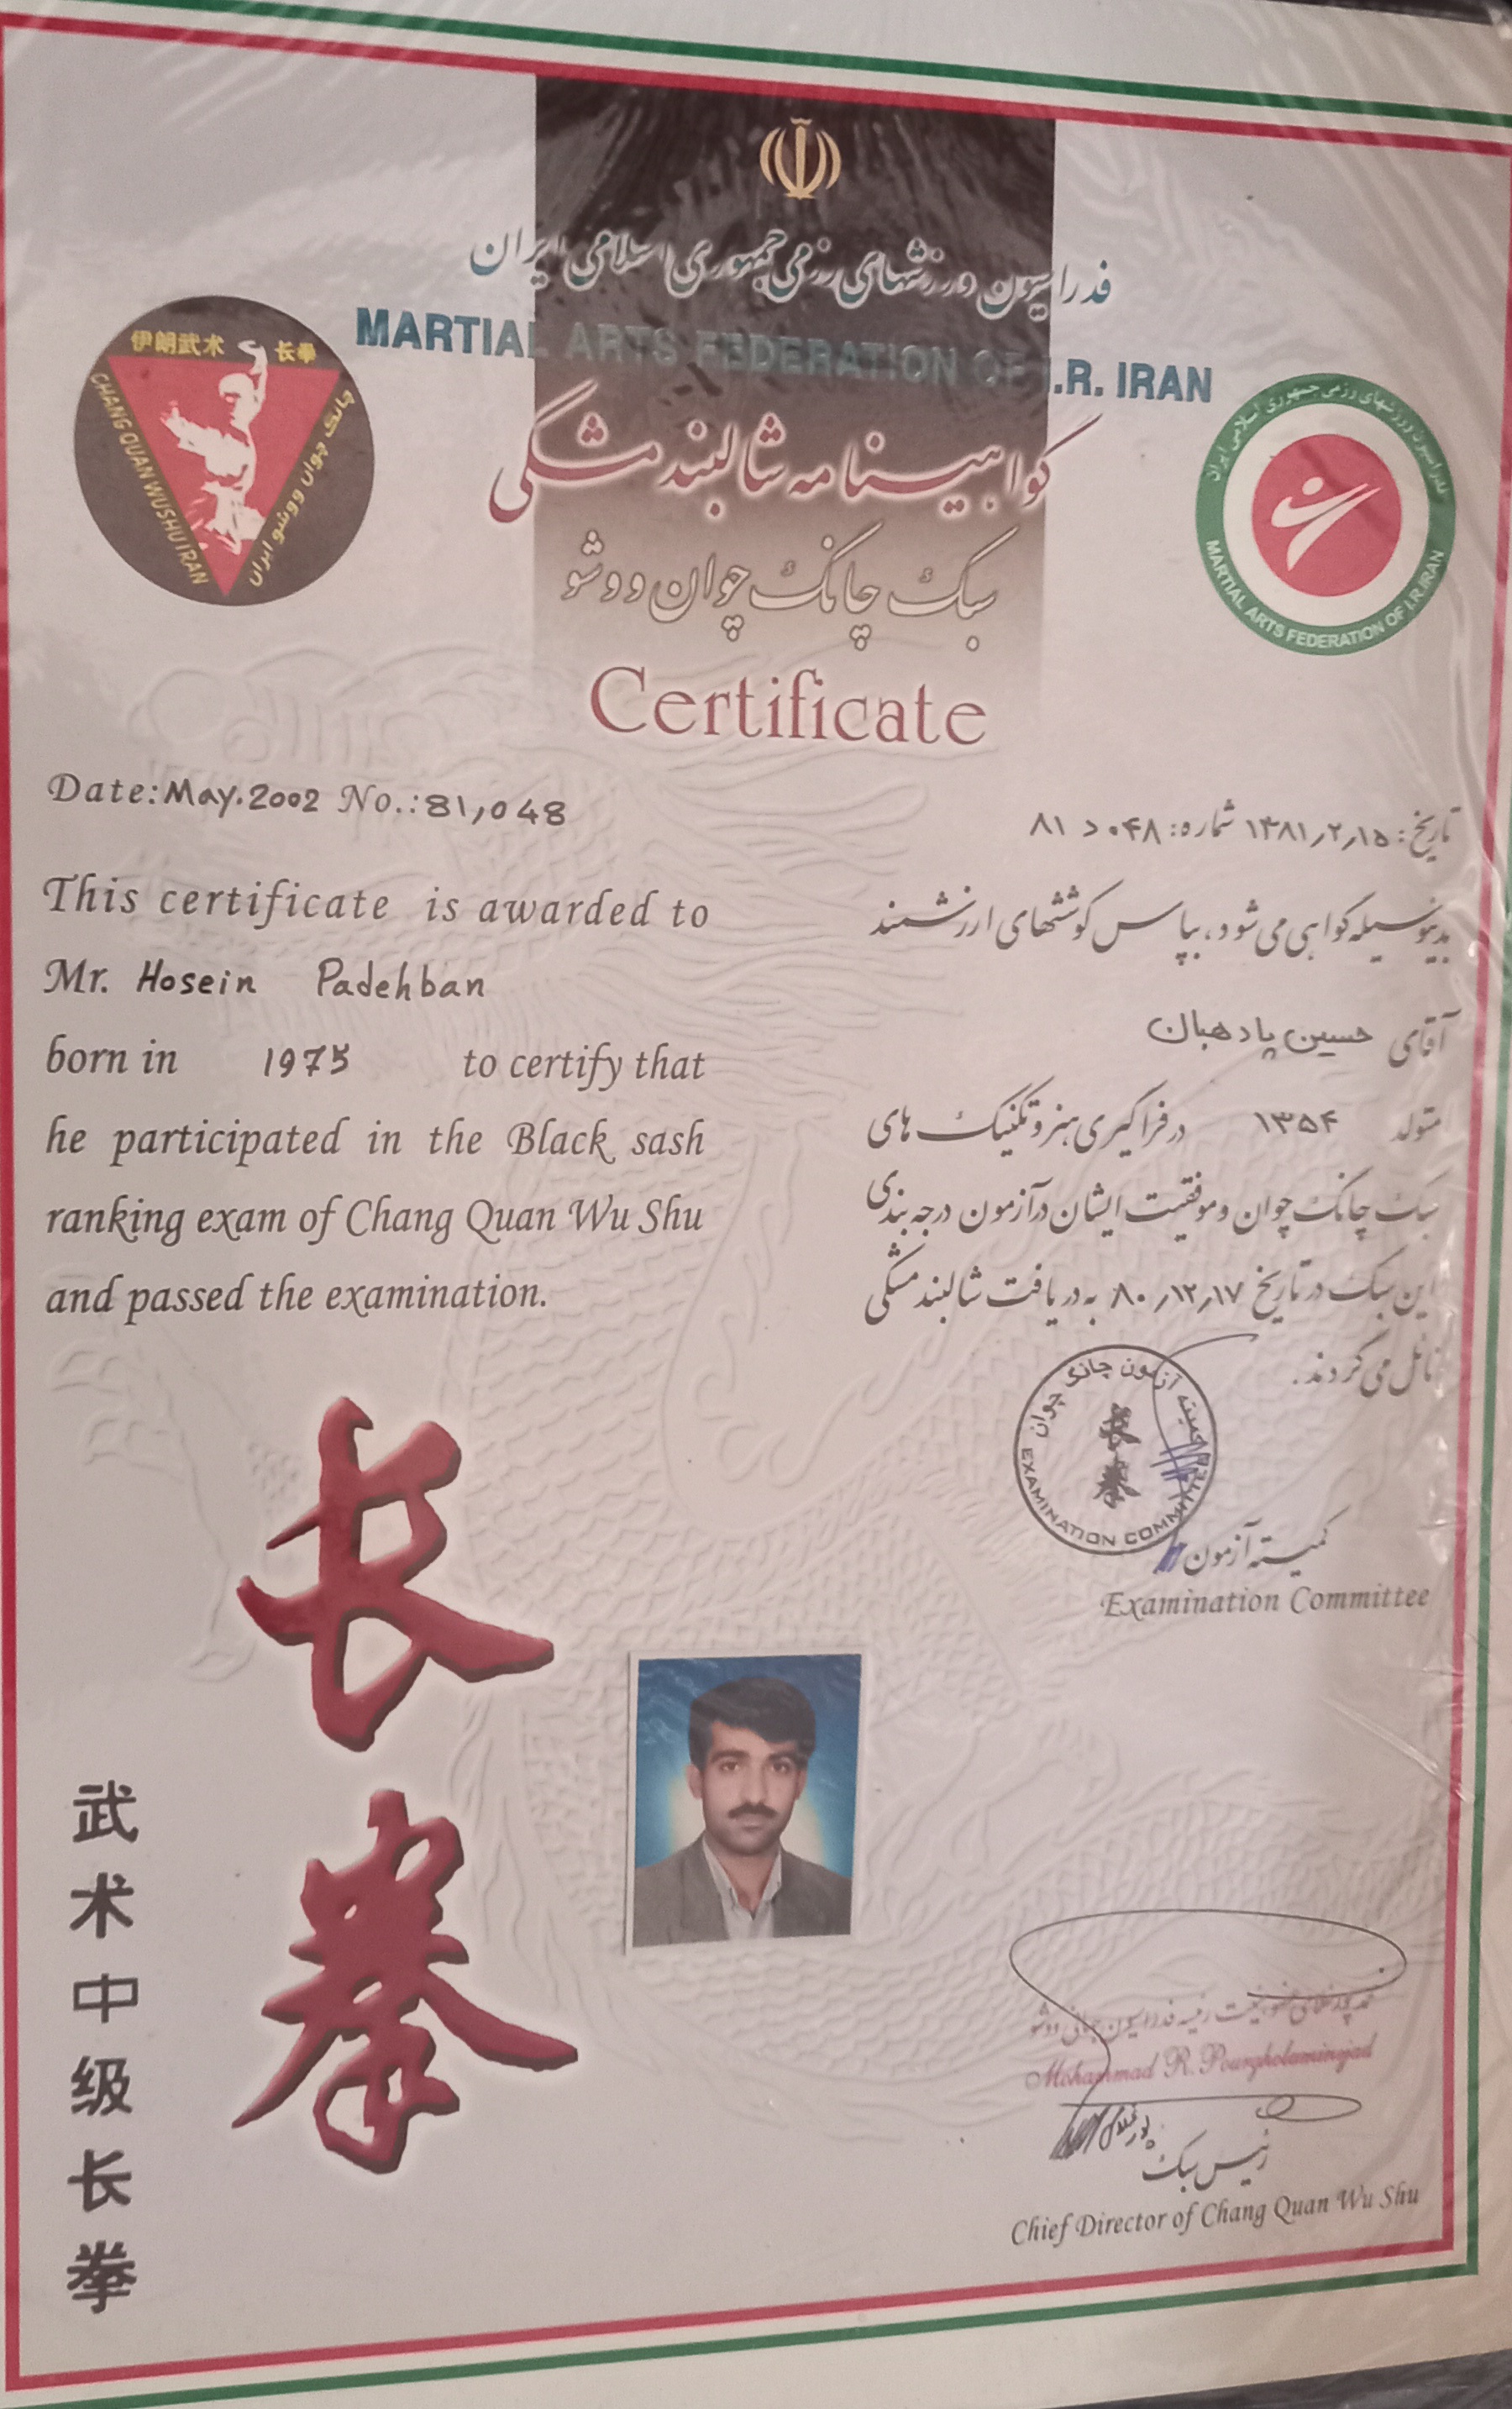 فدراسیون ورزشهای رزمی جمهوری اسلامی ایران
MARTIAL ARTS FEDERATION OF I.R. IRAN
伊朗武术 长拳
CHANG QUAN WUSHU IRAN
چانگ چوان ووشو ایران
فدراسیون ورزشهای رزمی جمهوری اسلامی ایران
MARTIAL ARTS FEDERATION OF I.R.IRAN
گواهینامه شالبند مشگی
سبک چانگ چوان ووشو
Certificate
Date: May.2002 No.: 81,048
This certificate is awarded to
Mr. Hosein Padehban
born in 1975 to certify that
he participated in the Black sash
ranking exam of Chang Quan Wu Shu
and passed the examination.
تاریخ: ۱۳۸۱٫۲٫۱۵ شماره: ۸۱٫۰۴۸
بدینوسیله گواهی می شود، بپاس کوششهای ارزشمند
آقای حسین پادهبان
متولد ۱۳۵۴ در فراگیری هنر و تکنیک های
سبک چانگ چوان و موفقیت ایشان در آزمون درجه بندی
این سبک در تاریخ ۸۰٫۱۲٫۱۷ به دریافت شالبند مشگی
نائل می گردند.
کمیته آزمون چانگ چوان
长拳
EXAMINATION COMMITTEE
کمیته آزمون
Examination Committee
长拳
武术中级长拳
Mohammad R. Pourgholaminejad
رئیس سبک
Chief Director of Chang Quan Wu Shu